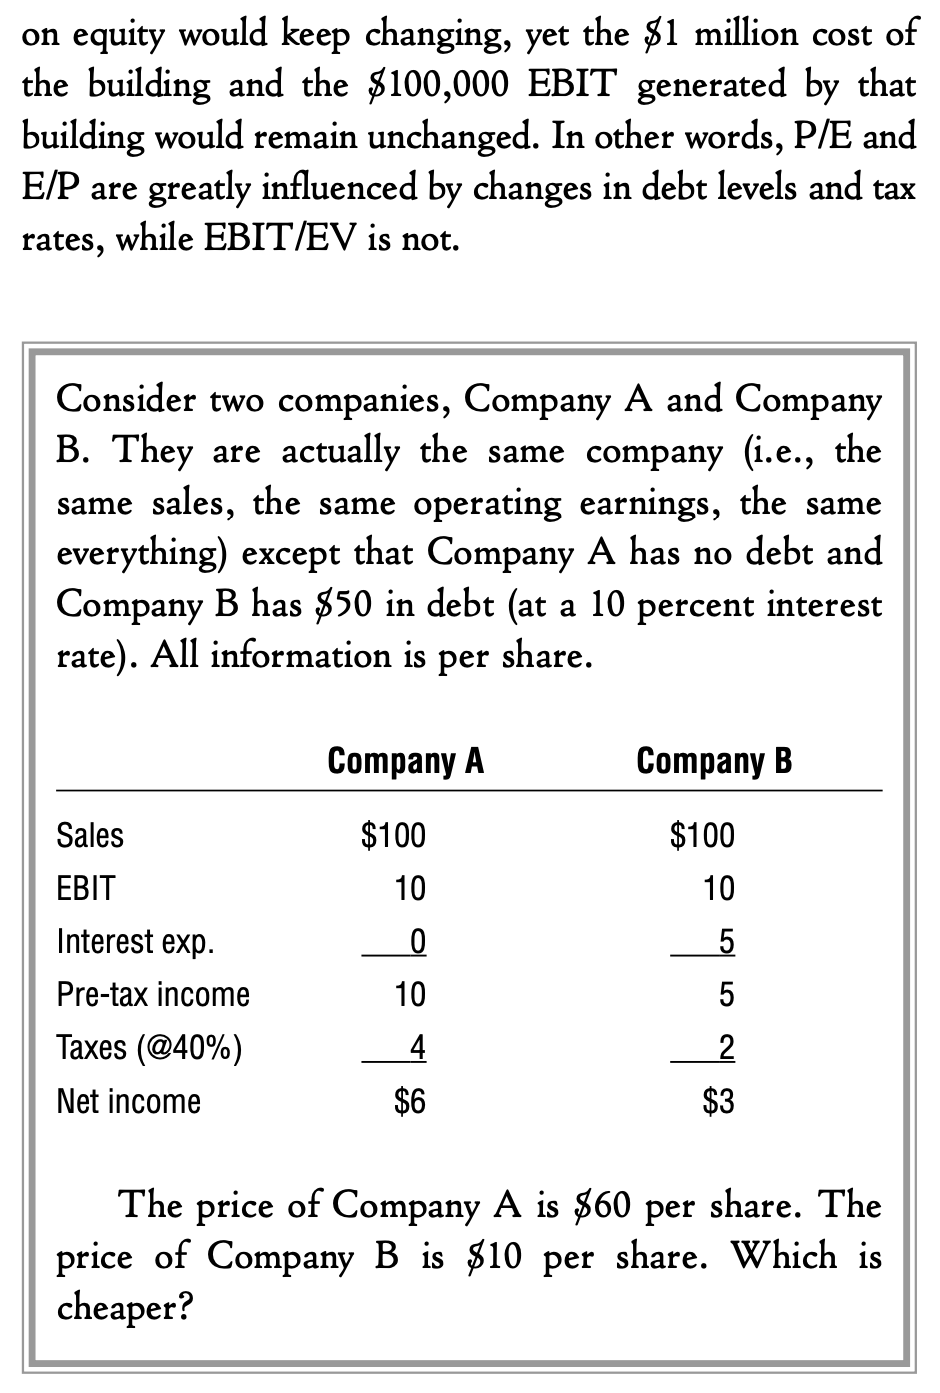 on equity would keep changing, yet the $1 million cost of
the building and the $100,000 EBIT generated by that
building would remain unchanged. In other words, P/E and
E/P are greatly influenced by changes in debt levels and tax
rates, while EBIT/EV is not.
Consider two companies, Company A and Company
B. They are actually the same company (i.e., the
same sales, the same operating earnings, the same
everything) except that Company A has no debt and
Company B has $50 in debt (at a 10 percent interest
rate). All information is per share.
Company A Company B
Sales $100 $100
EBIT 10 10
Interest exp. 0 5
Pre-tax income 10 5
Taxes (@40%) 4 2
Net income $6 $3
The price of Company A is $60 per share. The
price of Company B is $10 per share. Which is
cheaper?